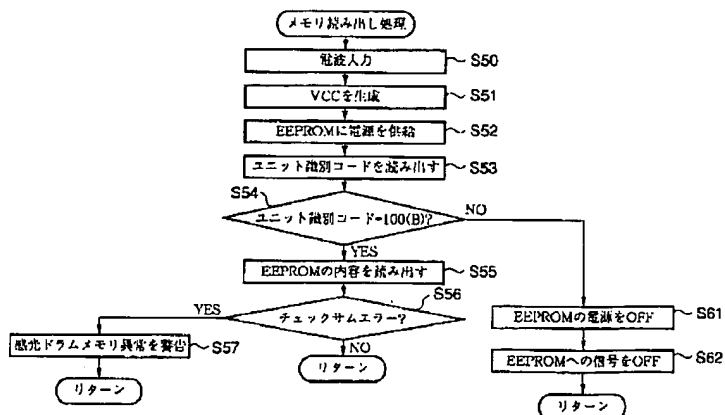 メモリ読み出し処理
電波入力
S50
VCCを生成
S51
EEPROMに電源を供給
S52
ユニット識別コードを読み出す
S53
S54
ユニット識別コード=100(B)?
NO
YES
EEPROMの内容を読み出す
S55
S56
YES
チェックサムエラー?
EEPROMの電源をOFF
S61
感光ドラムメモリ異常を警告
S57
NO
リターン
EEPROMへの信号をOFF
S62
リターン
リターン